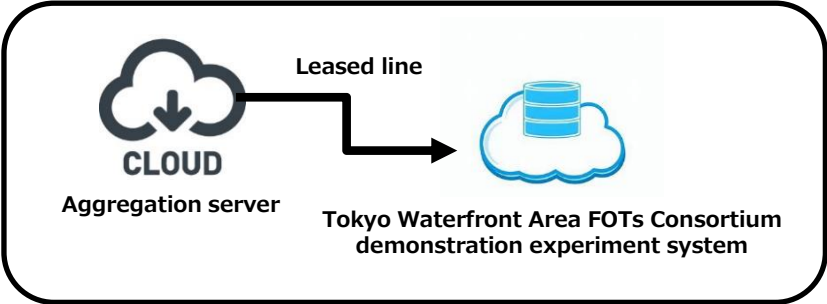 Leased line
CLOUD
Aggregation server
Tokyo Waterfront Area FOTs Consortium
demonstration experiment system